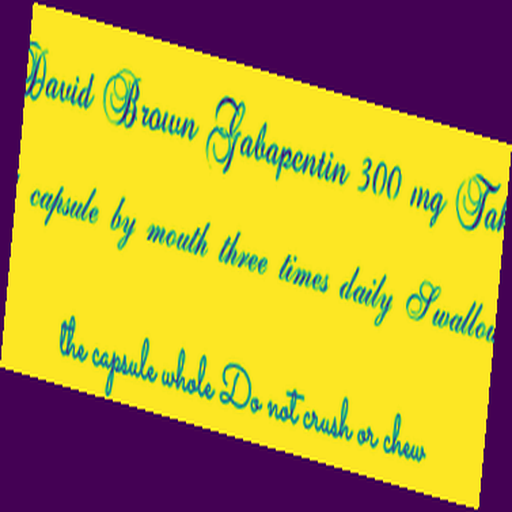 David Brown Gabapentin 300 mg Tak
capsule by mouth three times daily Swallow
the capsule whole Do not crush or chew